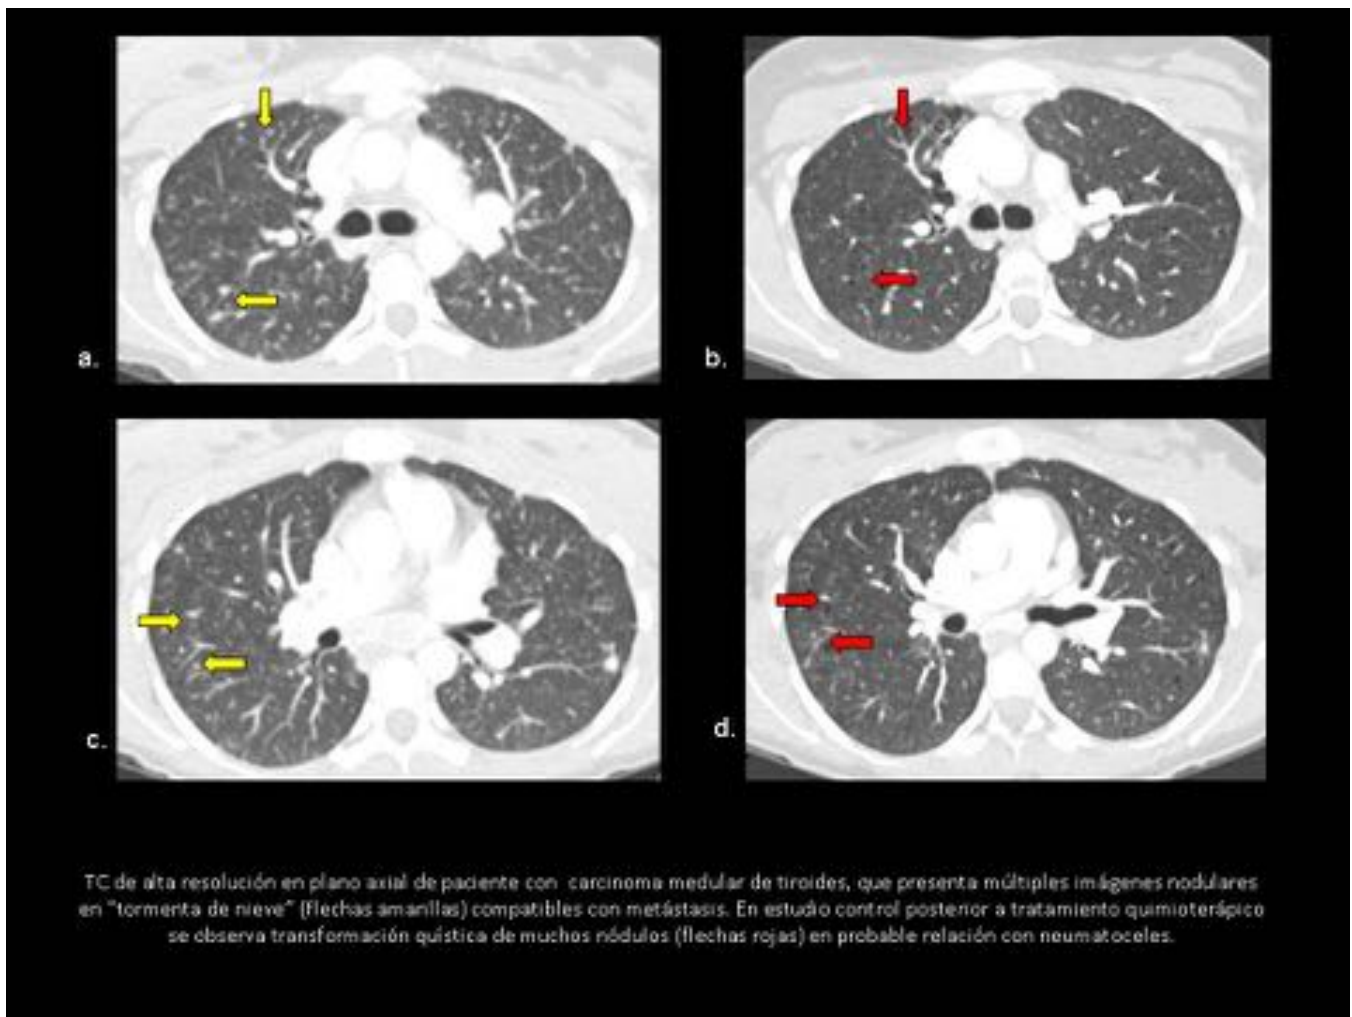 a.
b.
c.
d.
TC de alta resolución en plano axial de paciente con carcinoma medular de tiroides, que presenta múltiples imágenes nodulares
en "tormenta de nieve" (flechas amarillas) compatibles con metástasis. En estudio control posterior a tratamiento quimioterápico
se observa transformación quística de muchos nódulos (flechas rojas) en probable relación con neumatoceles.